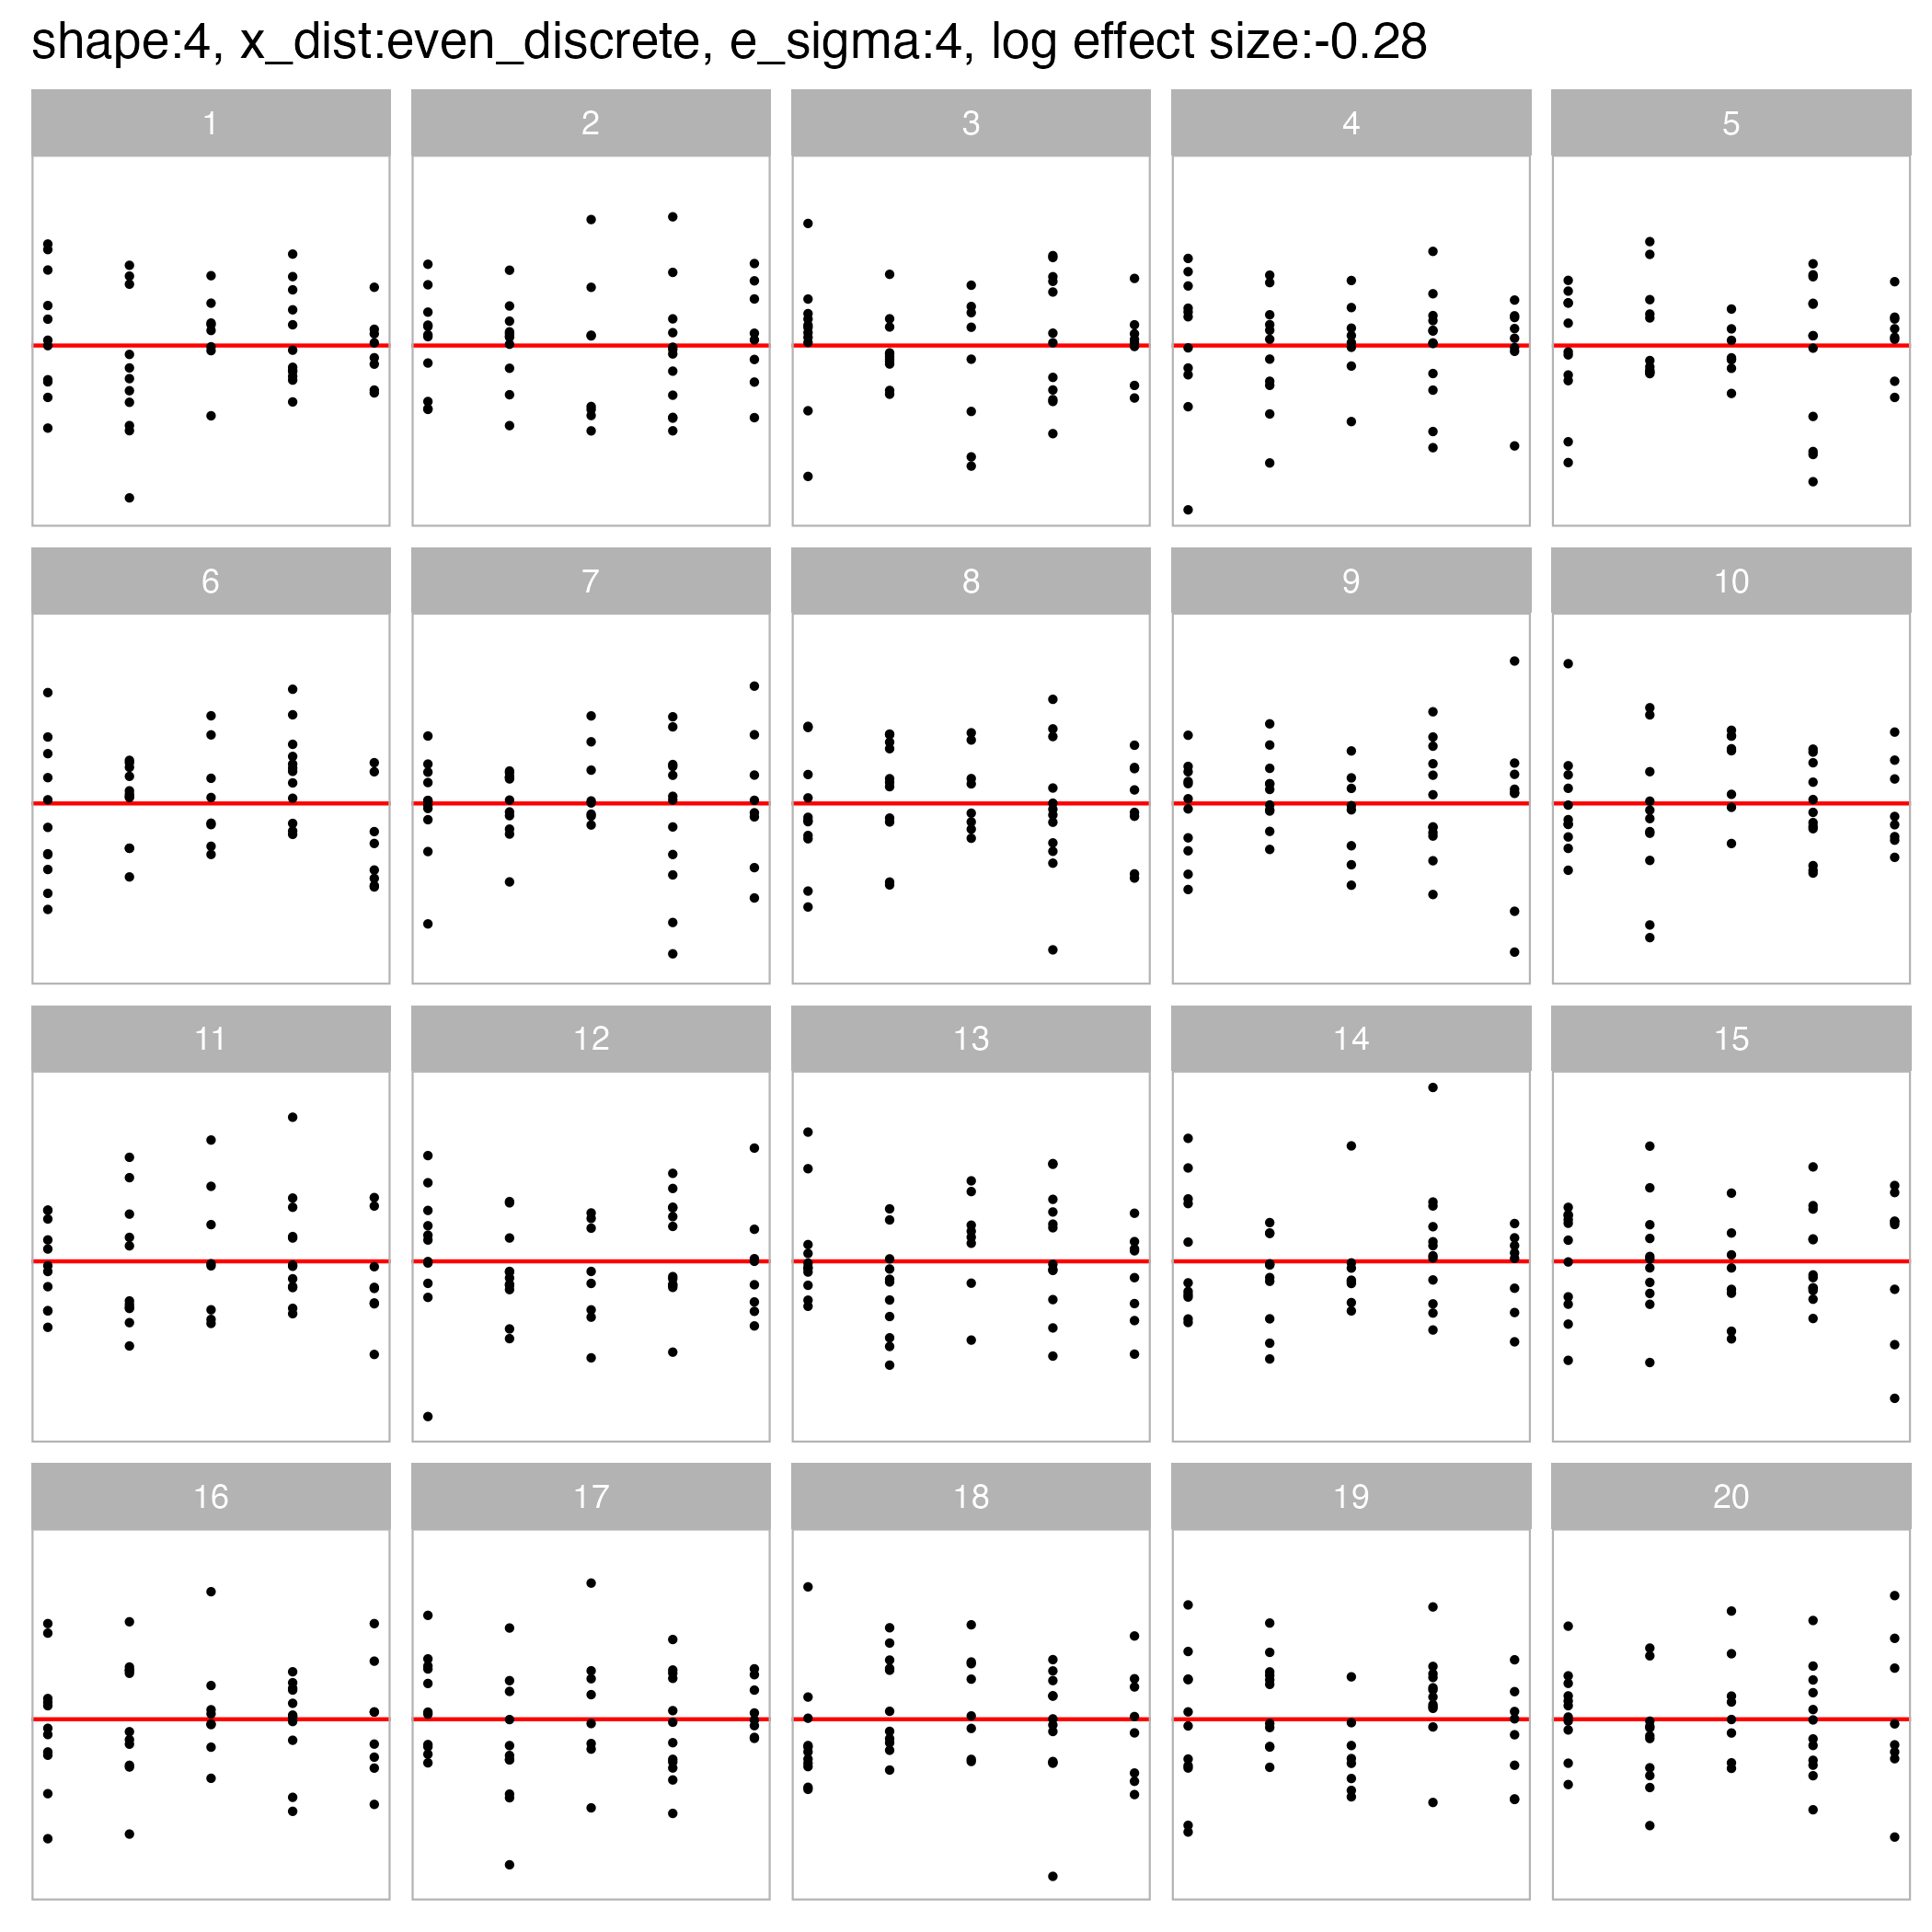 shape:4, x_dist:even_discrete, e_sigma:4, log effect size:-0.28
1 2 3 4 5
6 7 8 9 10
11 12 13 14 15
16 17 18 19 20